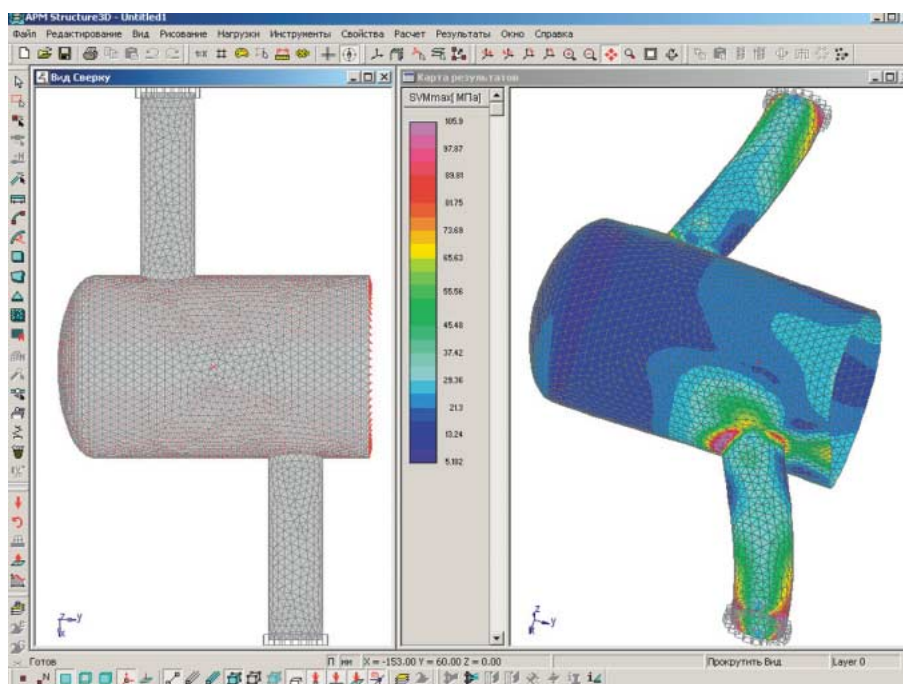 APM Structure3D - Untitled1
Файл Редактирование Вид Рисование Нагрузки Инструменты Свойства Расчет Результаты Окно Справка
Вид Сверху
Карта результатов
SVMmax[ МПа]
105.9
97.87
89.81
81.75
73.69
65.63
55.56
45.48
37.42
29.36
21.3
13.24
5.192
z
y
x
z
y
x
Готов
П мм X = -153.00 Y = 60.00 Z = 0.00
Прокрутить Вид
Layer 0
N